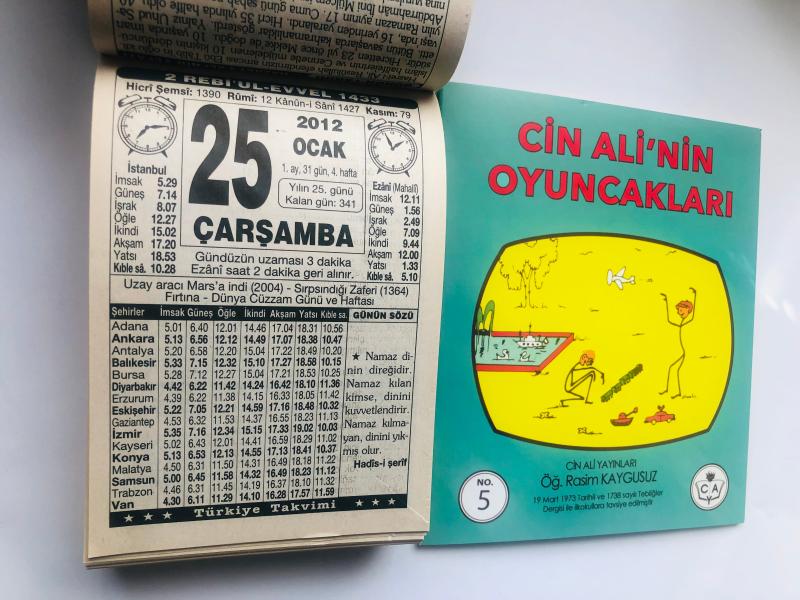 2 REBİ'ÜL-EVVEL 1433
Hicrî Şemsî: 1390 Rûmî: 12 Kânûn-i Sânî 1427 Kasım: 79
25
2012
OCAK
1. ay, 31 gün, 4. hafta
Yılın 25. günü
Kalan gün: 341
ÇARŞAMBA
Gündüzün uzaması 3 dakika
Ezânî saat 2 dakika geri alınır.
İstanbul
İmsak 5.29
Güneş 7.14
İşrak 8.07
Öğle 12.27
İkindi 15.02
Akşam 17.20
Yatsı 18.53
Kıble sâ. 10.28
Ezânî (Mahallî)
İmsak 12.11
Güneş 1.56
İşrak 2.49
Öğle 7.09
İkindi 9.44
Akşam 12.00
Yatsı 1.33
Kıble sâ. 5.10
Uzay aracı Mars'a indi (2004) - Sırpsındığı Zaferi (1364)
Fırtına - Dünya Cüzzam Günü ve Haftası
Şehirler İmsak Güneş Öğle İkindi Akşam Yatsı Kıble sa.
Adana 5.01 6.40 12.01 14.46 17.04 18.31 10.56
Ankara 5.13 6.56 12.12 14.49 17.07 18.38 10.47
Antalya 5.20 6.58 12.20 15.04 17.22 18.49 10.20
Balıkesir 5.33 7.15 12.32 15.10 17.27 18.58 10.15
Bursa 5.28 7.12 12.27 15.04 17.21 18.53 10.25
Diyarbakır 4.42 6.22 11.42 14.24 16.42 18.10 11.36
Erzurum 4.39 6.22 11.38 14.15 16.33 18.05 11.42
Eskişehir 5.22 7.05 12.21 14.59 17.16 18.48 10.32
Gaziantep 4.53 6.32 11.53 14.37 16.55 18.23 11.13
İzmir 5.35 7.16 12.34 15.15 17.33 19.02 10.03
Kayseri 5.02 6.43 12.01 14.41 16.59 18.29 11.02
Konya 5.13 6.53 12.13 14.55 17.13 18.41 10.37
Malatya 4.50 6.31 11.50 14.31 16.49 18.18 11.22
Samsun 5.00 6.45 11.58 14.32 16.49 18.23 11.12
Trabzon 4.46 6.31 11.45 14.19 16.37 18.10 11.32
Van 4.30 6.11 11.29 14.10 16.28 17.57 11.59
GÜNÜN SÖZÜ
★ Namaz di-
nin direğidir.
Namaz kılan
kimse, dinini
kuvvetlendirir.
Namaz kılma-
yan, dinini yık-
mış olur.
Hadîs-i şerîf
Türkiye Takvimi
CİN ALİ'NİN
OYUNCAKLARI
NO.
5
CİN ALİ YAYINLARI
Öğ. Rasim KAYGUSUZ
19 Mart 1973 Tarihli ve 1738 sayılı Tebliğler
Dergisi ile ilkokullara tavsiye edilmiştir
C A
Y